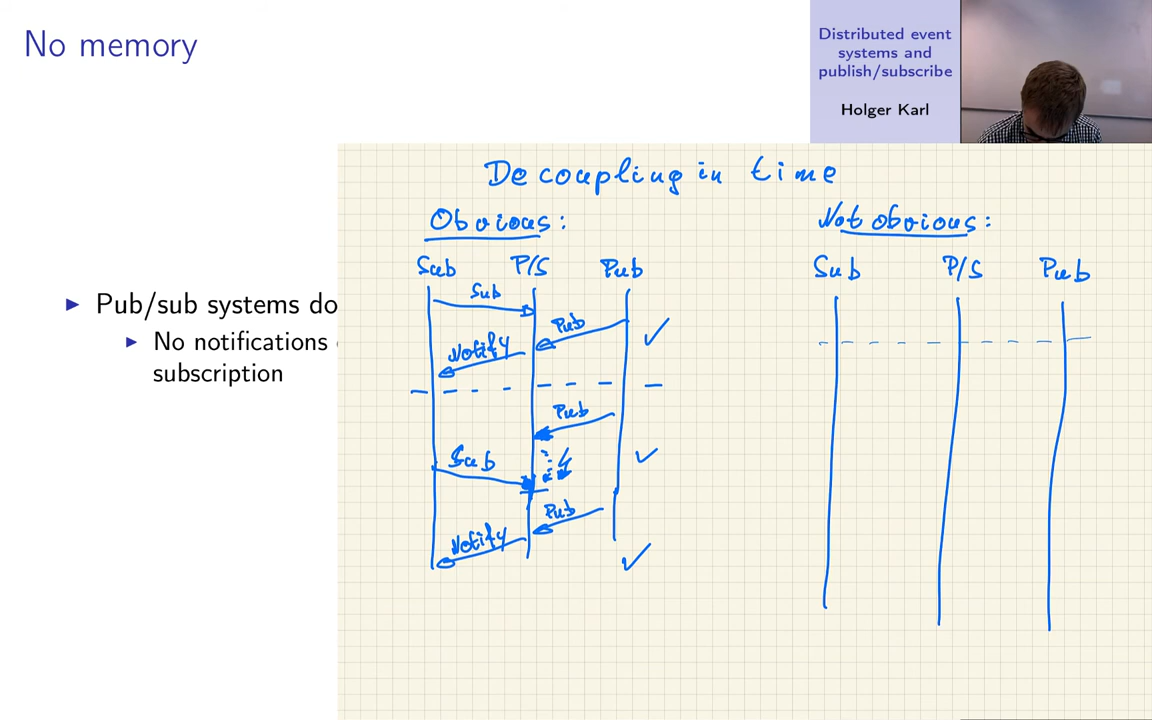 No memory
Distributed event
systems and
publish/subscribe
Holger Karl
Pub/sub systems do
No notifications
subscription
Decoupling in time
Obvious:
Sub P/S Pub
Sub
Pub
Notify
Pub
Sub
Pub
Notify
Not obvious:
Sub P/S Pub